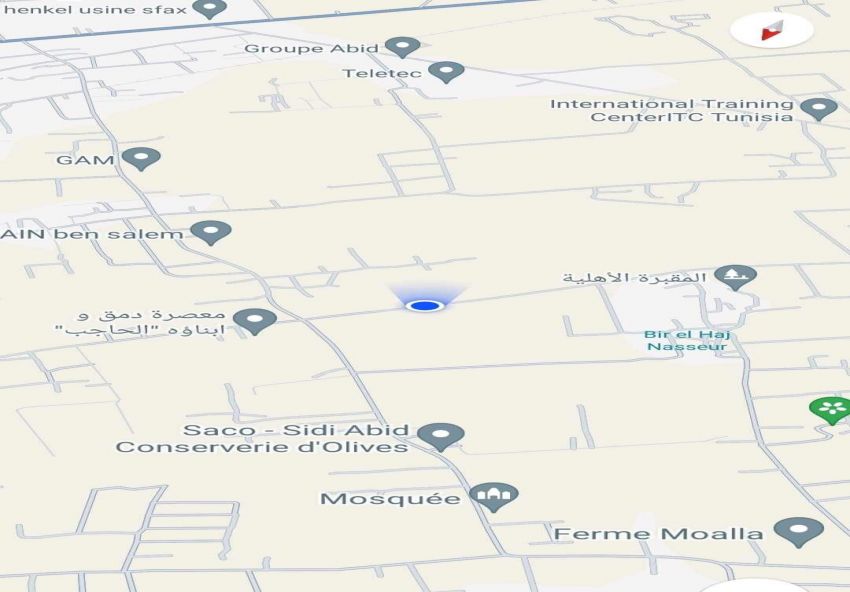 henkel usine sfax
Groupe Abid
Teletec
International Training
CenterITC Tunisia
GAM
AIN ben salem
المقبرة الأهلية
معصرة دمق و
ابناؤه "الحاجب"
Bir el Haj
Nasseur
Saco - Sidi Abid
Conserverie d'Olives
Mosquée
Ferme Moalla